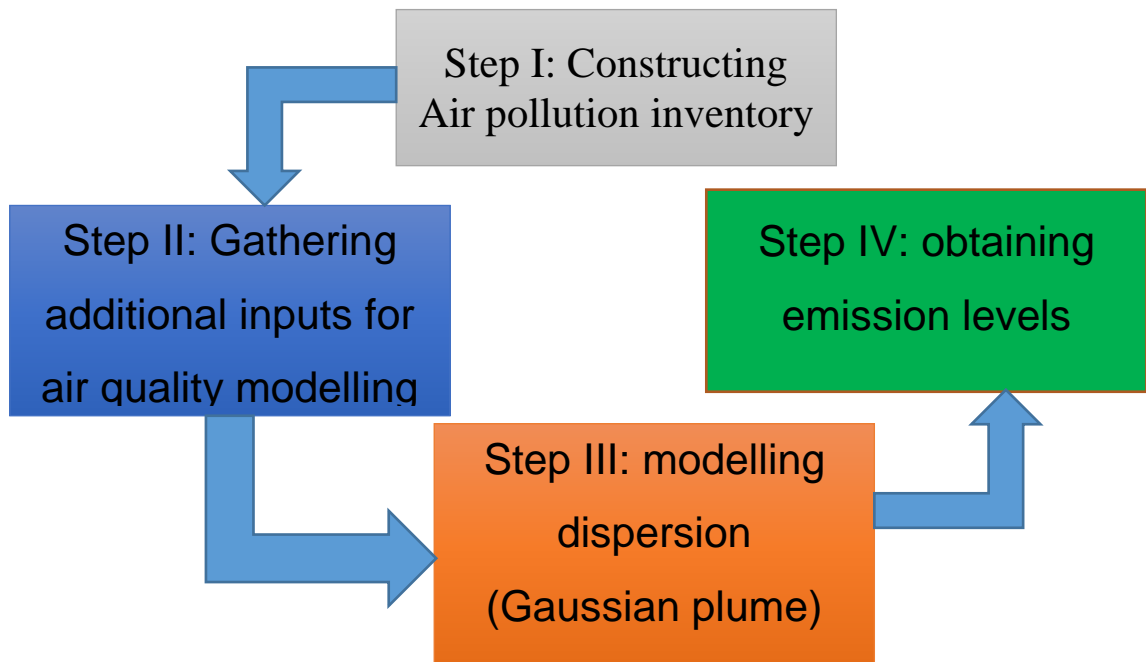 Step I: Constructing
Air pollution inventory
Step II: Gathering
additional inputs for
air quality modelling
Step III: modelling
dispersion
(Gaussian plume)
Step IV: obtaining
emission levels